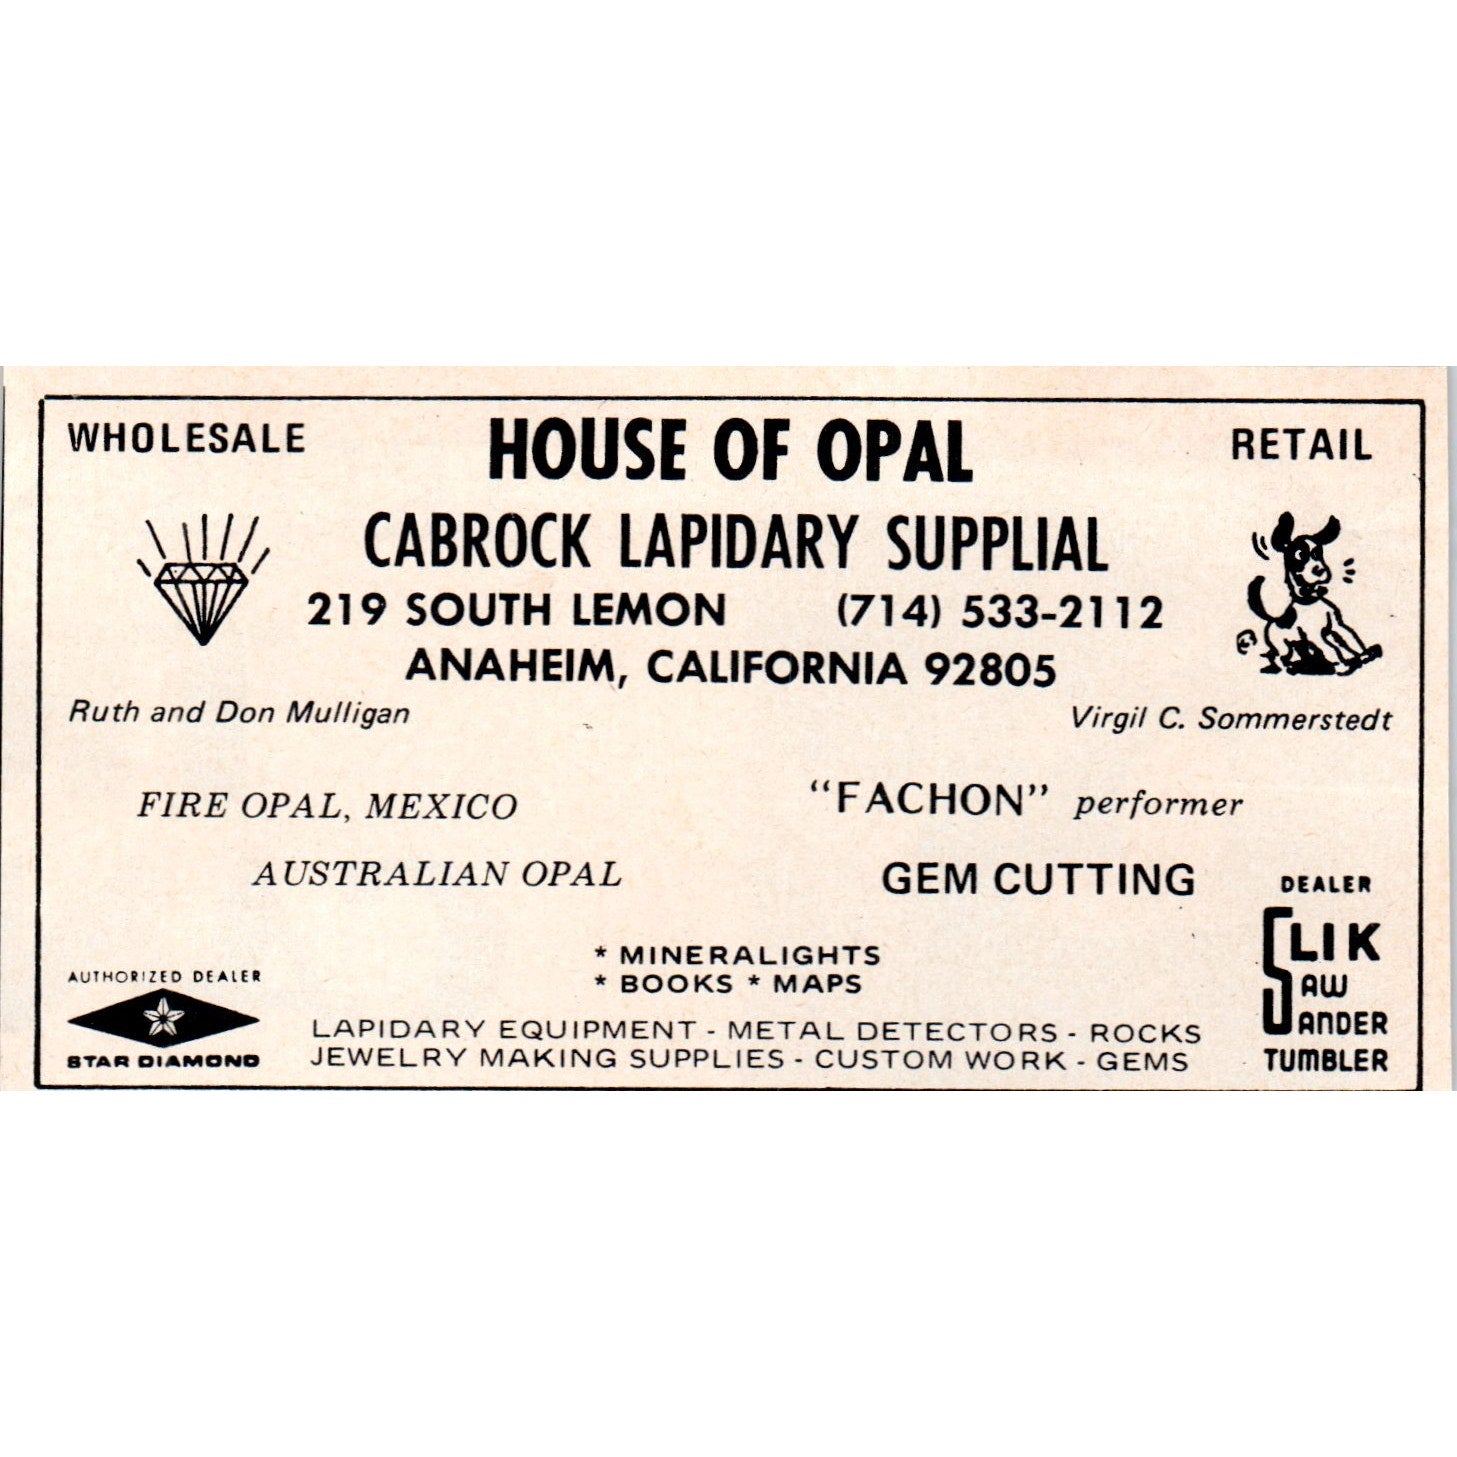 WHOLESALE
HOUSE OF OPAL
RETAIL
CABROCK LAPIDARY SUPPLIAL
219 SOUTH LEMON (714) 533-2112
ANAHEIM, CALIFORNIA 92805
Ruth and Don Mulligan
Virgil C. Sommerstedt
FIRE OPAL, MEXICO
"FACHON" performer
AUSTRALIAN OPAL
GEM CUTTING
* MINERALIGHTS
* BOOKS * MAPS
AUTHORIZED DEALER
STAR DIAMOND
LAPIDARY EQUIPMENT - METAL DETECTORS - ROCKS
JEWELRY MAKING SUPPLIES - CUSTOM WORK - GEMS
DEALER
SLIK
SAW
SANDER
TUMBLER